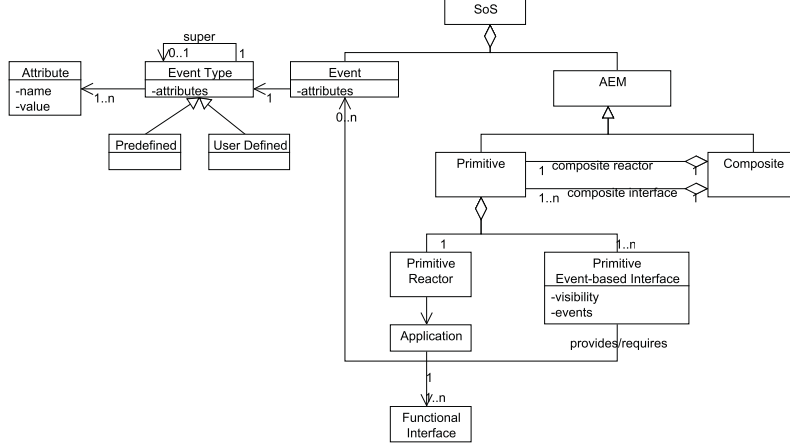 SoS
super
0..1
1
Attribute
-name
-value
1..n
Event Type
-attributes
1
Event
-attributes
0..n
AEM
Predefined
User Defined
Primitive
Composite
composite reactor
1
1
composite interface
1..n
1
1
1..n
Primitive
Reactor
Primitive
Event-based Interface
-visibility
-events
Application
provides/requires
1
1..n
Functional
Interface